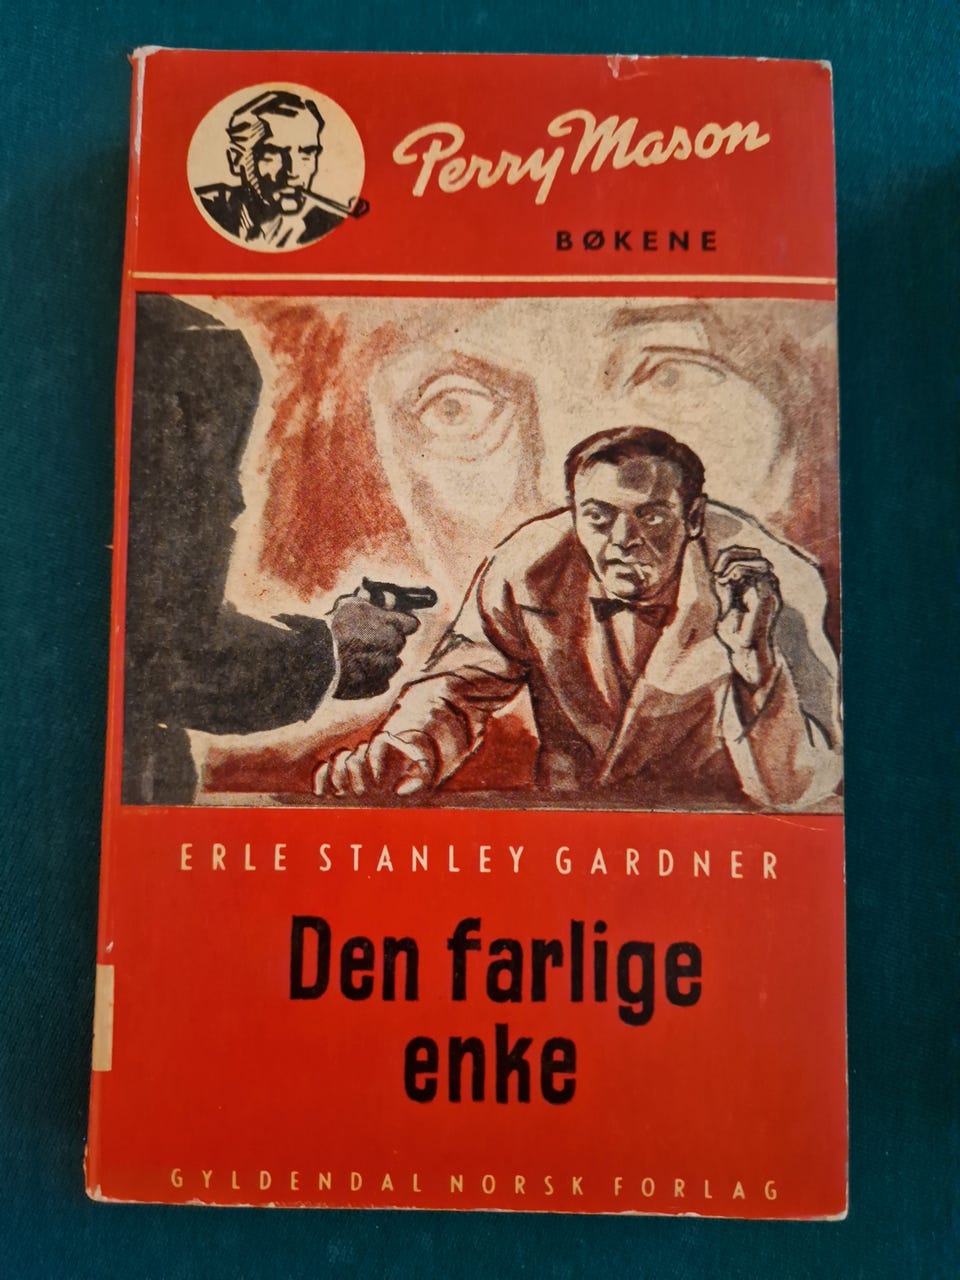 Perry Mason
BØKENE
ERLE STANLEY GARDNER
Den farlige
enke
GYLDENDAL NORSK FORLAG